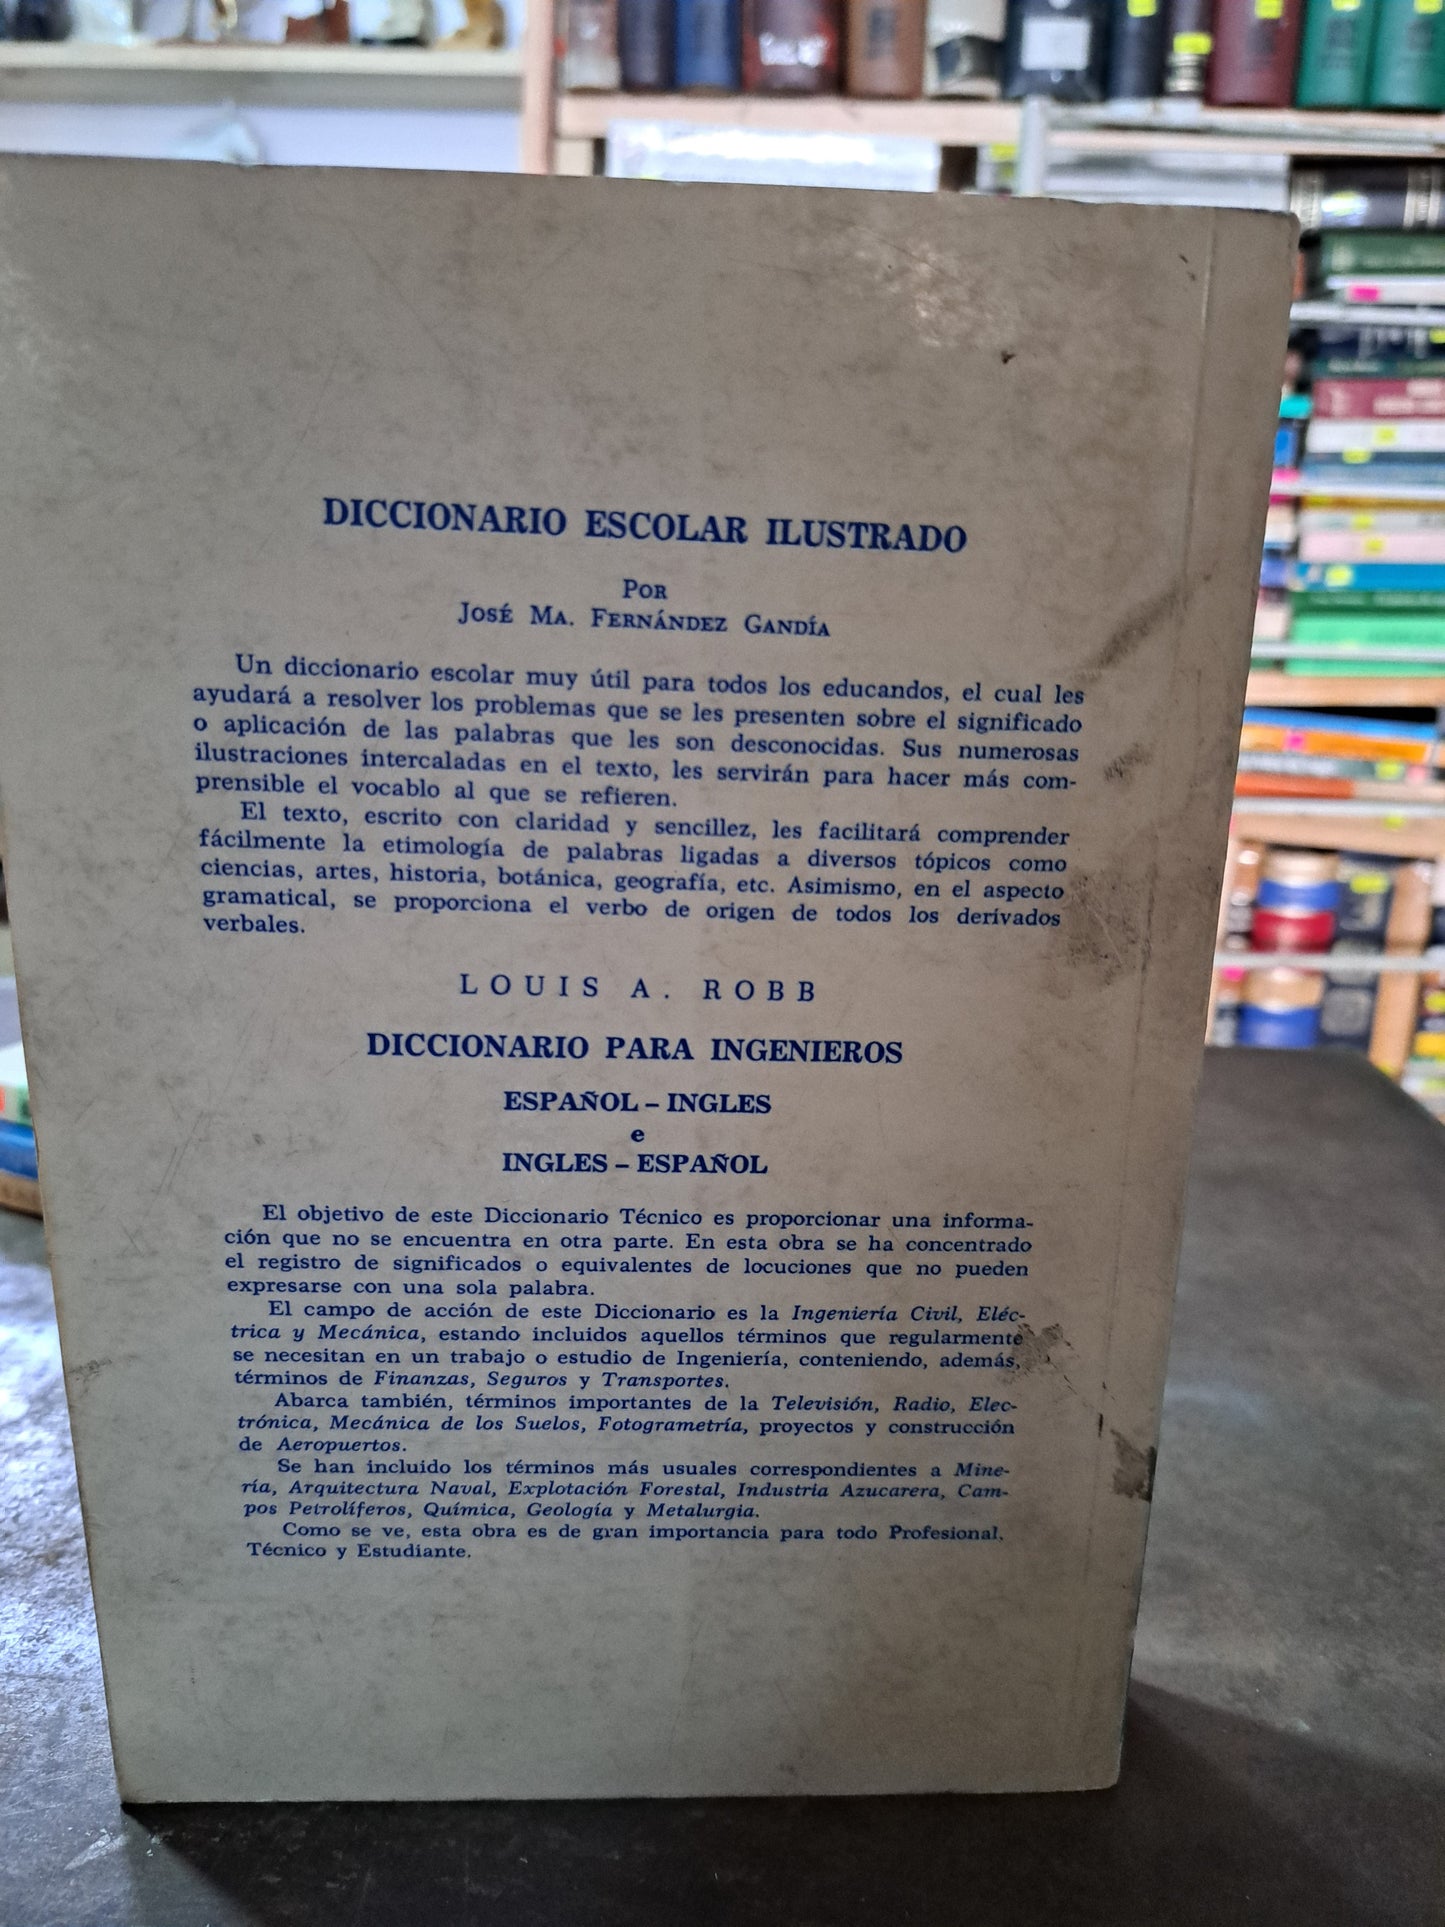 DICCIONARIO ESCOLAR ILUSTRADO
POR
JOSÉ MA. FERNÁNDEZ GANDÍA
Un diccionario escolar muy útil para todos los educandos, el cual les
ayudará a resolver los problemas que se les presenten sobre el significado
o aplicación de las palabras que les son desconocidas. Sus numerosas
ilustraciones intercaladas en el texto, les servirán para hacer más com-
prensible el vocablo al que se refieren.
El texto, escrito con claridad y sencillez, les facilitará comprender
fácilmente la etimología de palabras ligadas a diversos tópicos como
ciencias, artes, historia, botánica, geografía, etc. Asimismo, en el aspecto
gramatical, se proporciona el verbo de origen de todos los derivados
verbales.
LOUIS A. ROBB
DICCIONARIO PARA INGENIEROS
ESPAÑOL – INGLES
e
INGLES – ESPAÑOL
El objetivo de este Diccionario Técnico es proporcionar una informa-
ción que no se encuentra en otra parte. En esta obra se ha concentrado
el registro de significados o equivalentes de locuciones que no pueden
expresarse con una sola palabra.
El campo de acción de este Diccionario es la Ingeniería Civil, Eléc-
trica y Mecánica, estando incluidos aquellos términos que regularmente
se necesitan en un trabajo o estudio de Ingeniería, conteniendo, además,
términos de Finanzas, Seguros y Transportes.
Abarca también, términos importantes de la Televisión, Radio, Elec-
trónica, Mecánica de los Suelos, Fotogrametría, proyectos y construcción
de Aeropuertos.
Se han incluido los términos más usuales correspondientes a Mine-
ría, Arquitectura Naval, Explotación Forestal, Industria Azucarera, Cam-
pos Petrolíferos, Química, Geología y Metalurgia.
Como se ve, esta obra es de gran importancia para todo Profesional,
Técnico y Estudiante.